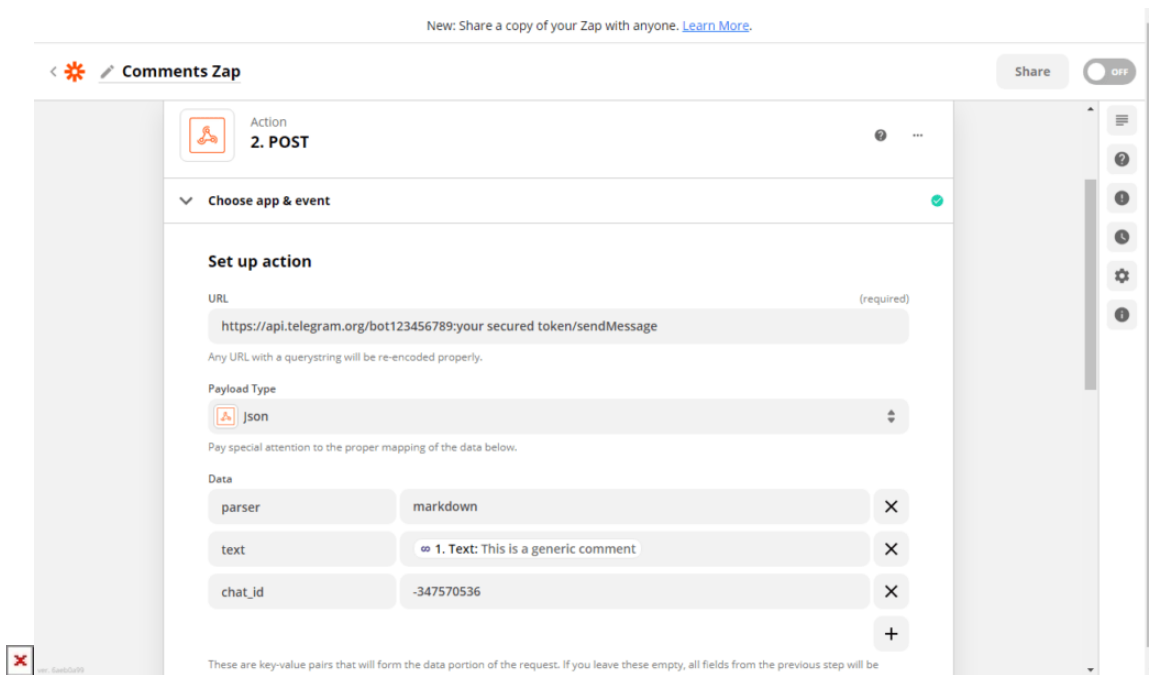 New: Share a copy of your Zap with anyone. Learn More.
Comments Zap
Share
OFF
Action
2. POST
Choose app & event
Set up action
URL
(required)
https://api.telegram.org/bot123456789:your secured token/sendMessage
Any URL with a querystring will be re-encoded properly.
Payload Type
Json
Pay special attention to the proper mapping of the data below.
Data
parser markdown
text 1. Text: This is a generic comment
chat_id -347570536
These are key-value pairs that will form the data portion of the request. If you leave these empty, all fields from the previous step will be